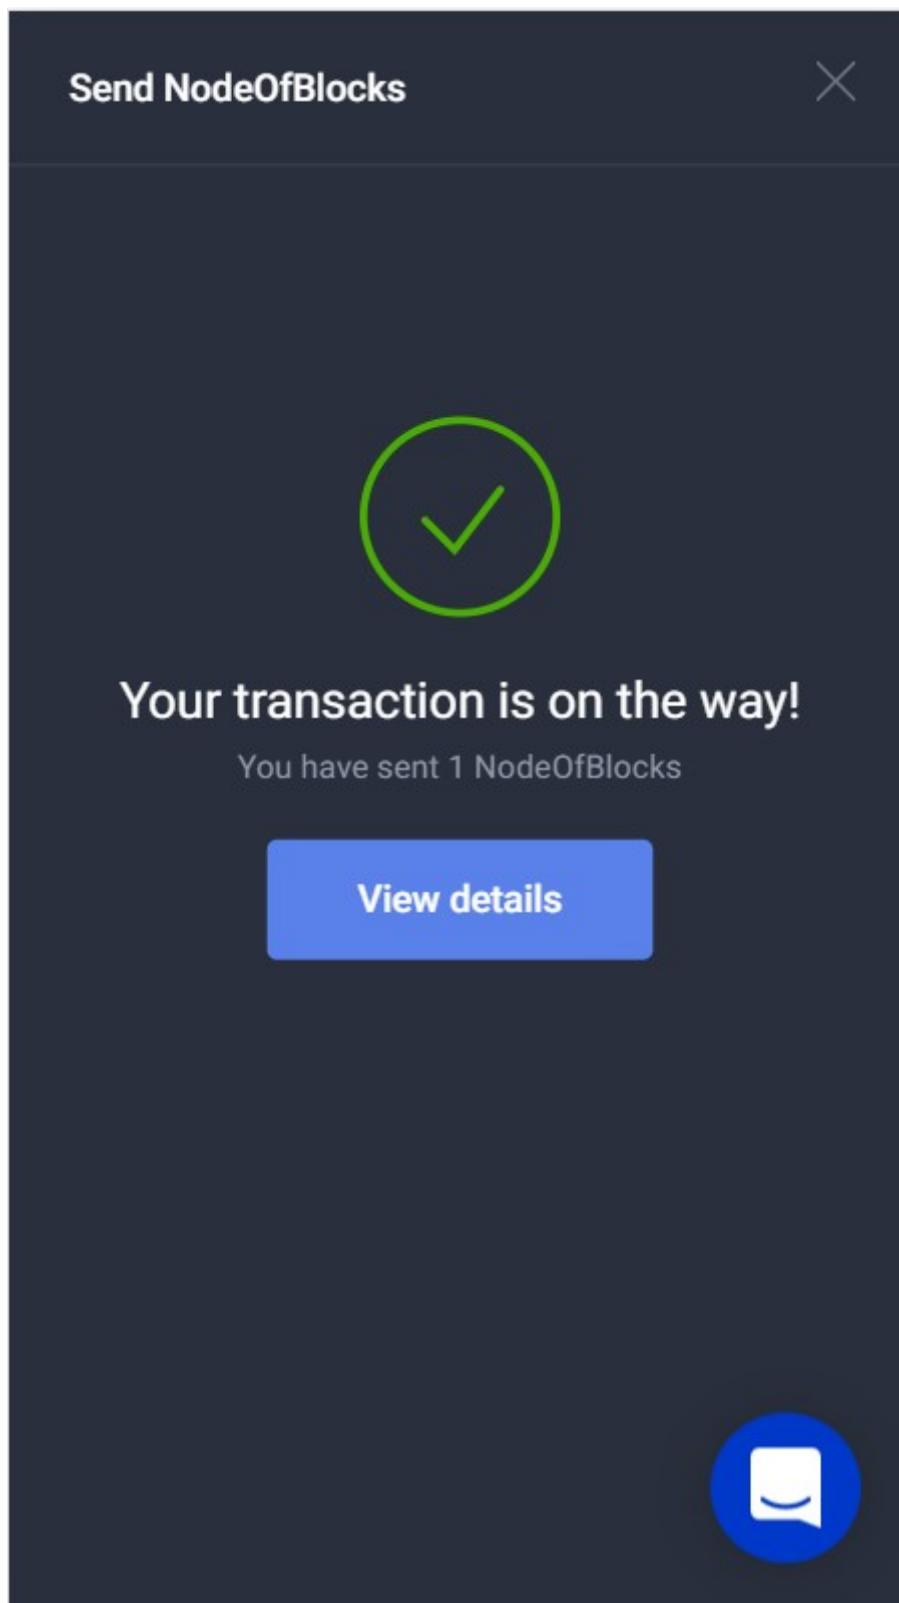 Send NodeOfBlocks
Your transaction is on the way!
You have sent 1 NodeOfBlocks
View details